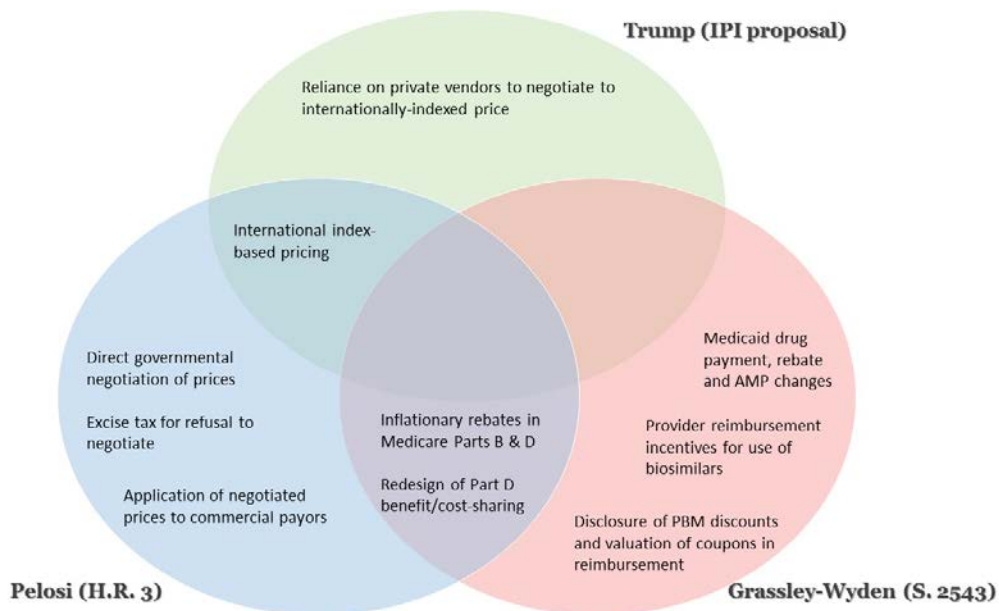 Trump (IPI proposal)
Reliance on private vendors to negotiate to
internationally-indexed price
International index-
based pricing
Direct governmental
negotiation of prices
Excise tax for refusal to
negotiate
Application of negotiated
prices to commercial payors
Inflationary rebates in
Medicare Parts B & D
Redesign of Part D
benefit/cost-sharing
Medicaid drug
payment, rebate
and AMP changes
Provider reimbursement
incentives for use of
biosimilars
Disclosure of PBM discounts
and valuation of coupons in
reimbursement
Pelosi (H.R. 3)
Grassley-Wyden (S. 2543)